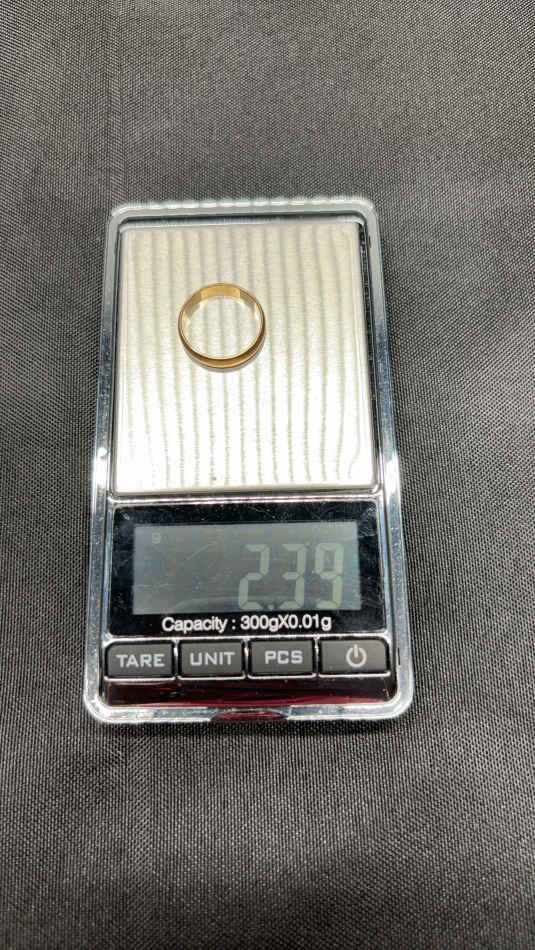 g
2.39
Capacity : 300gX0.01g
TARE UNIT PCS